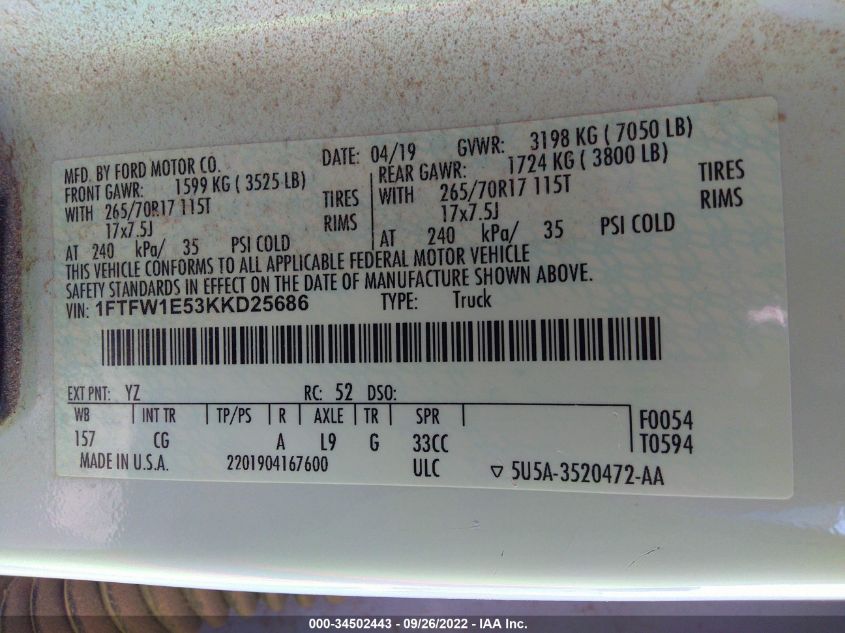 MFD. BY FORD MOTOR CO. DATE: 04/19 GVWR: 3198 KG ( 7050 LB)
FRONT GAWR: 1599 KG ( 3525 LB) REAR GAWR: 1724 KG ( 3800 LB)
WITH 265/70R17 115T TIRES WITH 265/70R17 115T TIRES
17x7.5J RIMS 17x7.5J RIMS
AT 240 kPa/ 35 PSI COLD AT 240 kPa/ 35 PSI COLD
THIS VEHICLE CONFORMS TO ALL APPLICABLE FEDERAL MOTOR VEHICLE
SAFETY STANDARDS IN EFFECT ON THE DATE OF MANUFACTURE SHOWN ABOVE.
VIN: 1FTFW1E53KKD25686 TYPE: Truck
EXT PNT: YZ RC: 52 DSO:
WB INT TR TP/PS R AXLE TR SPR F0054
157 CG A L9 G 33CC T0594
MADE IN U.S.A. 2201904167600 ULC ▽ 5U5A-3520472-AA
000-34502443 - 09/26/2022 - IAA Inc.